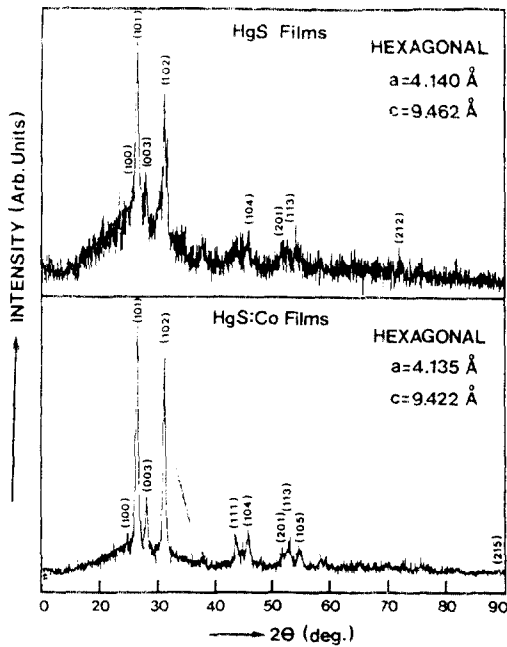 HgS Films
HEXAGONAL
a=4.140 Å
c=9.462 Å
(100)
(101)
(003)
(102)
(104)
(201)
(113)
(212)
INTENSITY (Arb. Units)
HgS:Co Films
HEXAGONAL
a=4.135 Å
c=9.422 Å
(100)
(101)
(003)
(102)
(111)
(104)
(201)
(113)
(105)
(215)
0 10 20 30 40 50 60 70 80 90
2θ (deg.)